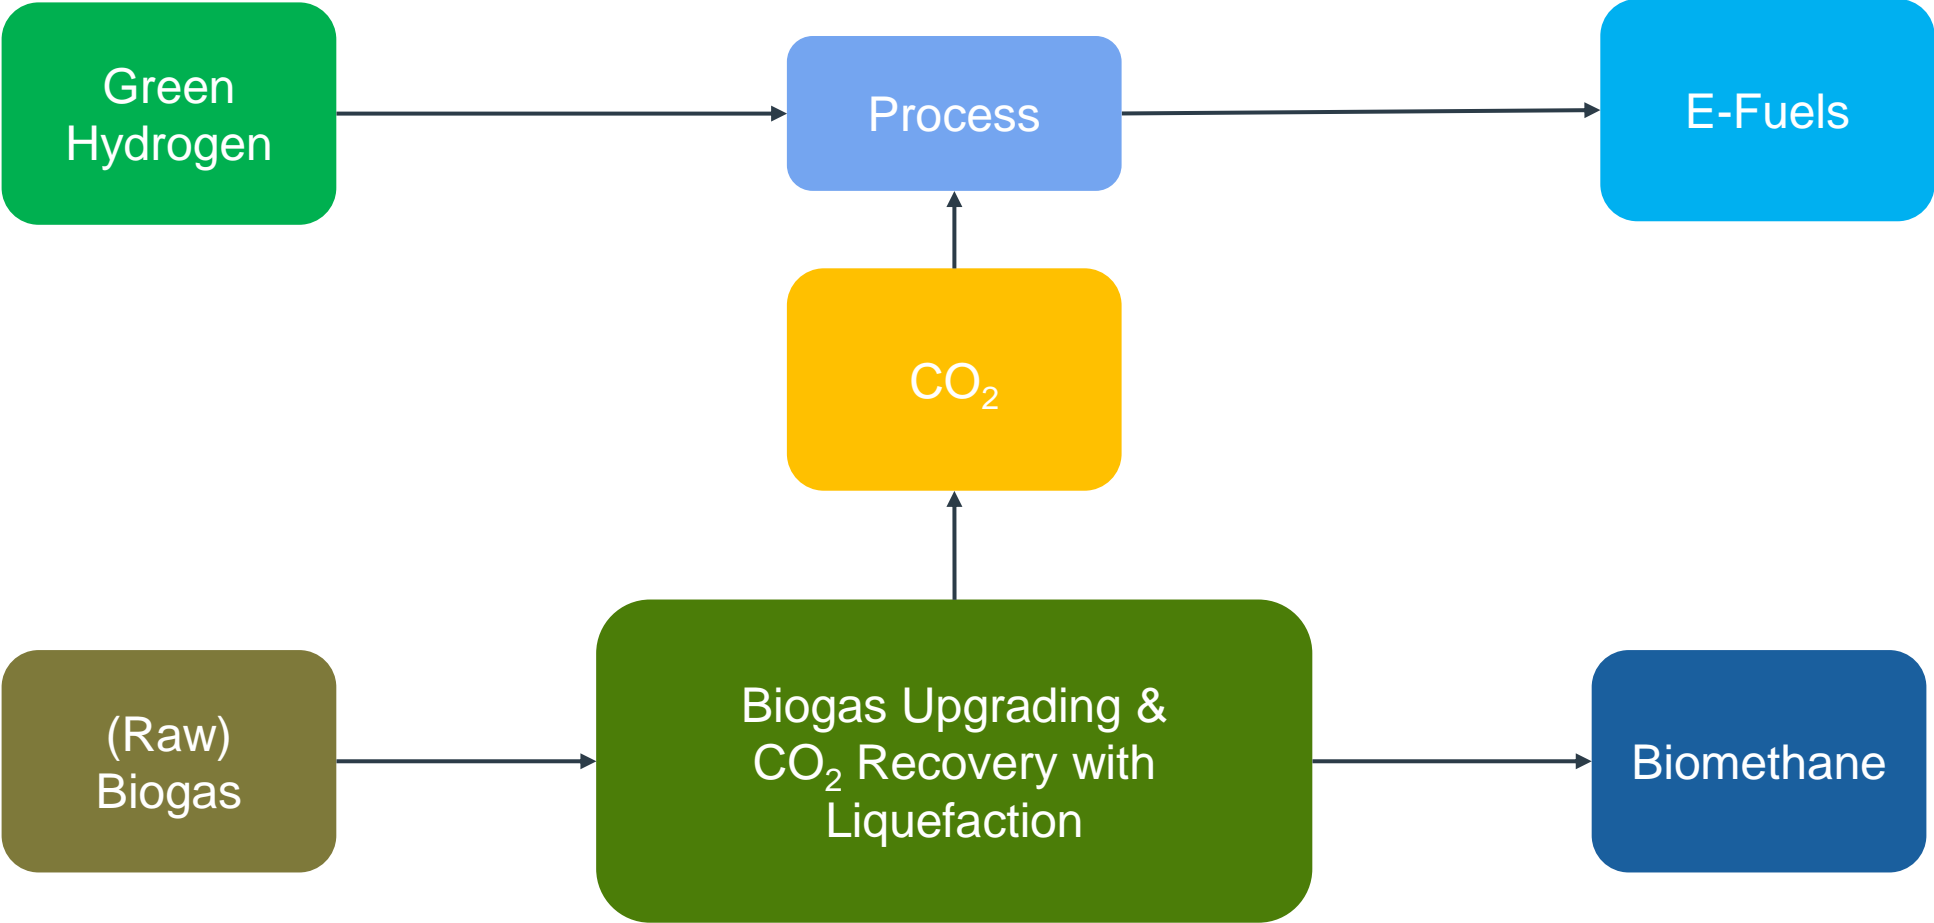 Green
Hydrogen
Process
E-Fuels
CO₂
(Raw)
Biogas
Biogas Upgrading &
CO₂ Recovery with
Liquefaction
Biomethane